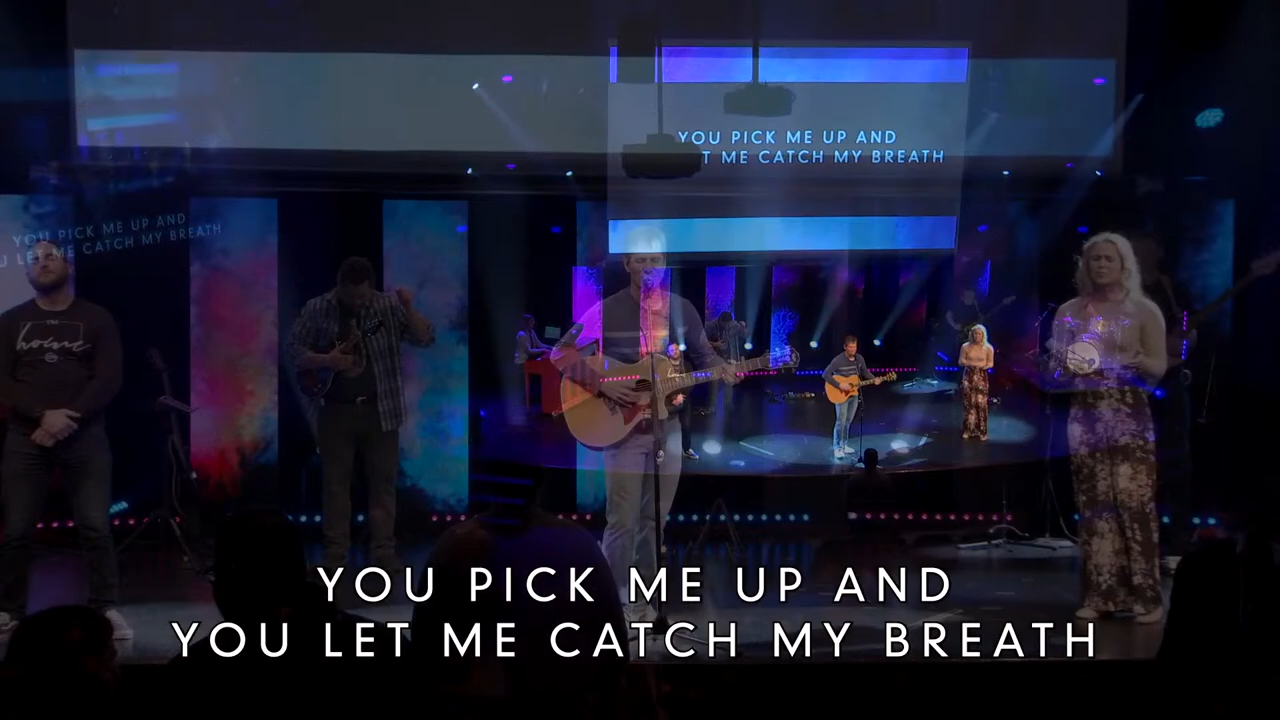 YOU PICK ME UP AND
T ME CATCH MY BREATH
YOU PICK ME UP AND
U LET ME CATCH MY BREATH
THE
home
YOU PICK ME UP AND
YOU LET ME CATCH MY BREATH